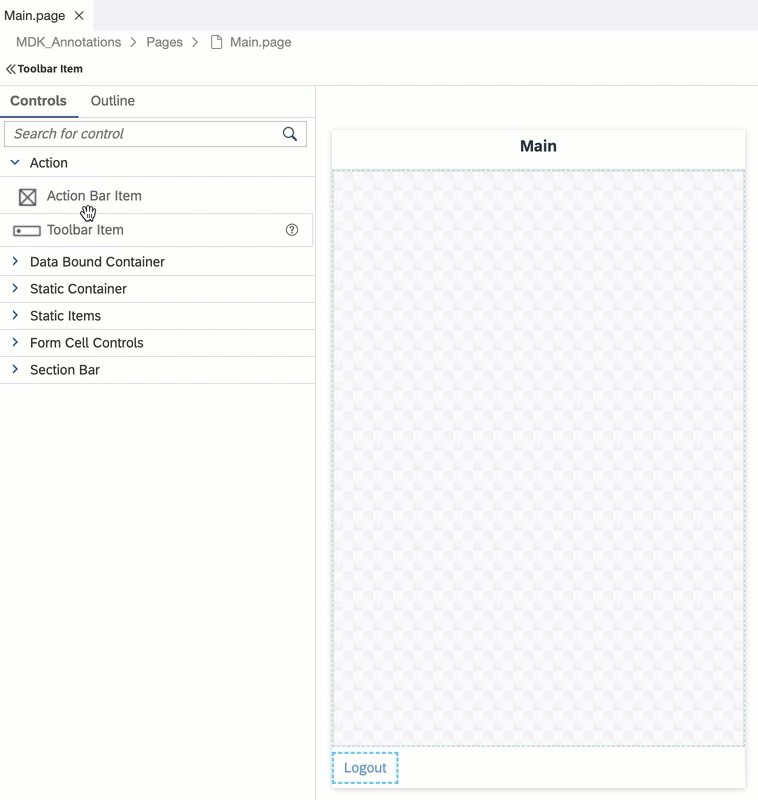 Main.page
MDK_Annotations > Pages > Main.page
Toolbar Item
Controls Outline
Search for control
Action
Action Bar Item
Toolbar Item
Data Bound Container
Static Container
Static Items
Form Cell Controls
Section Bar
Main
Logout